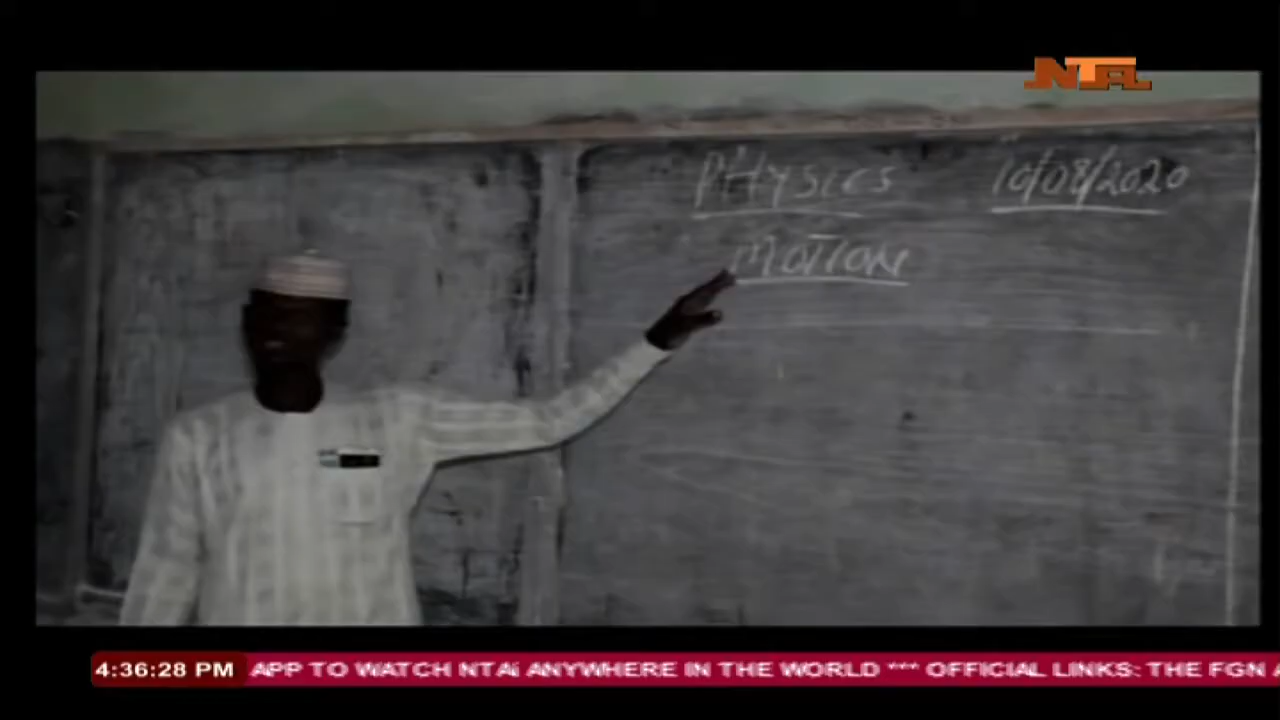 NTA
PHYSICS 10/08/2020
MOTION
4:36:28 PM APP TO WATCH NTAi ANYWHERE IN THE WORLD *** OFFICIAL LINKS: THE FGN A